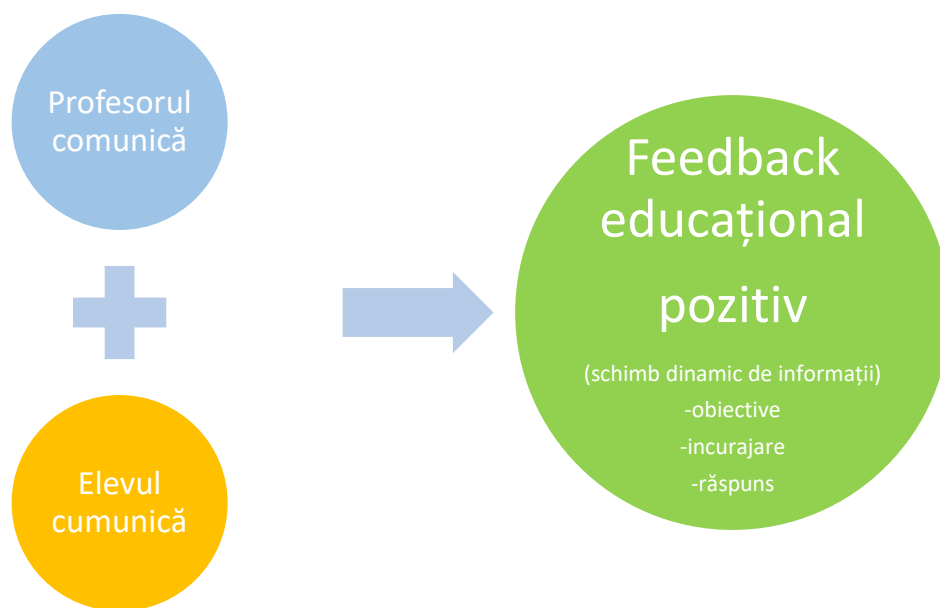 Profesorul
comunică
Elevul
cumunică
Feedback
educațional
pozitiv
(schimb dinamic de informații)
-obiective
-incurajare
-răspuns